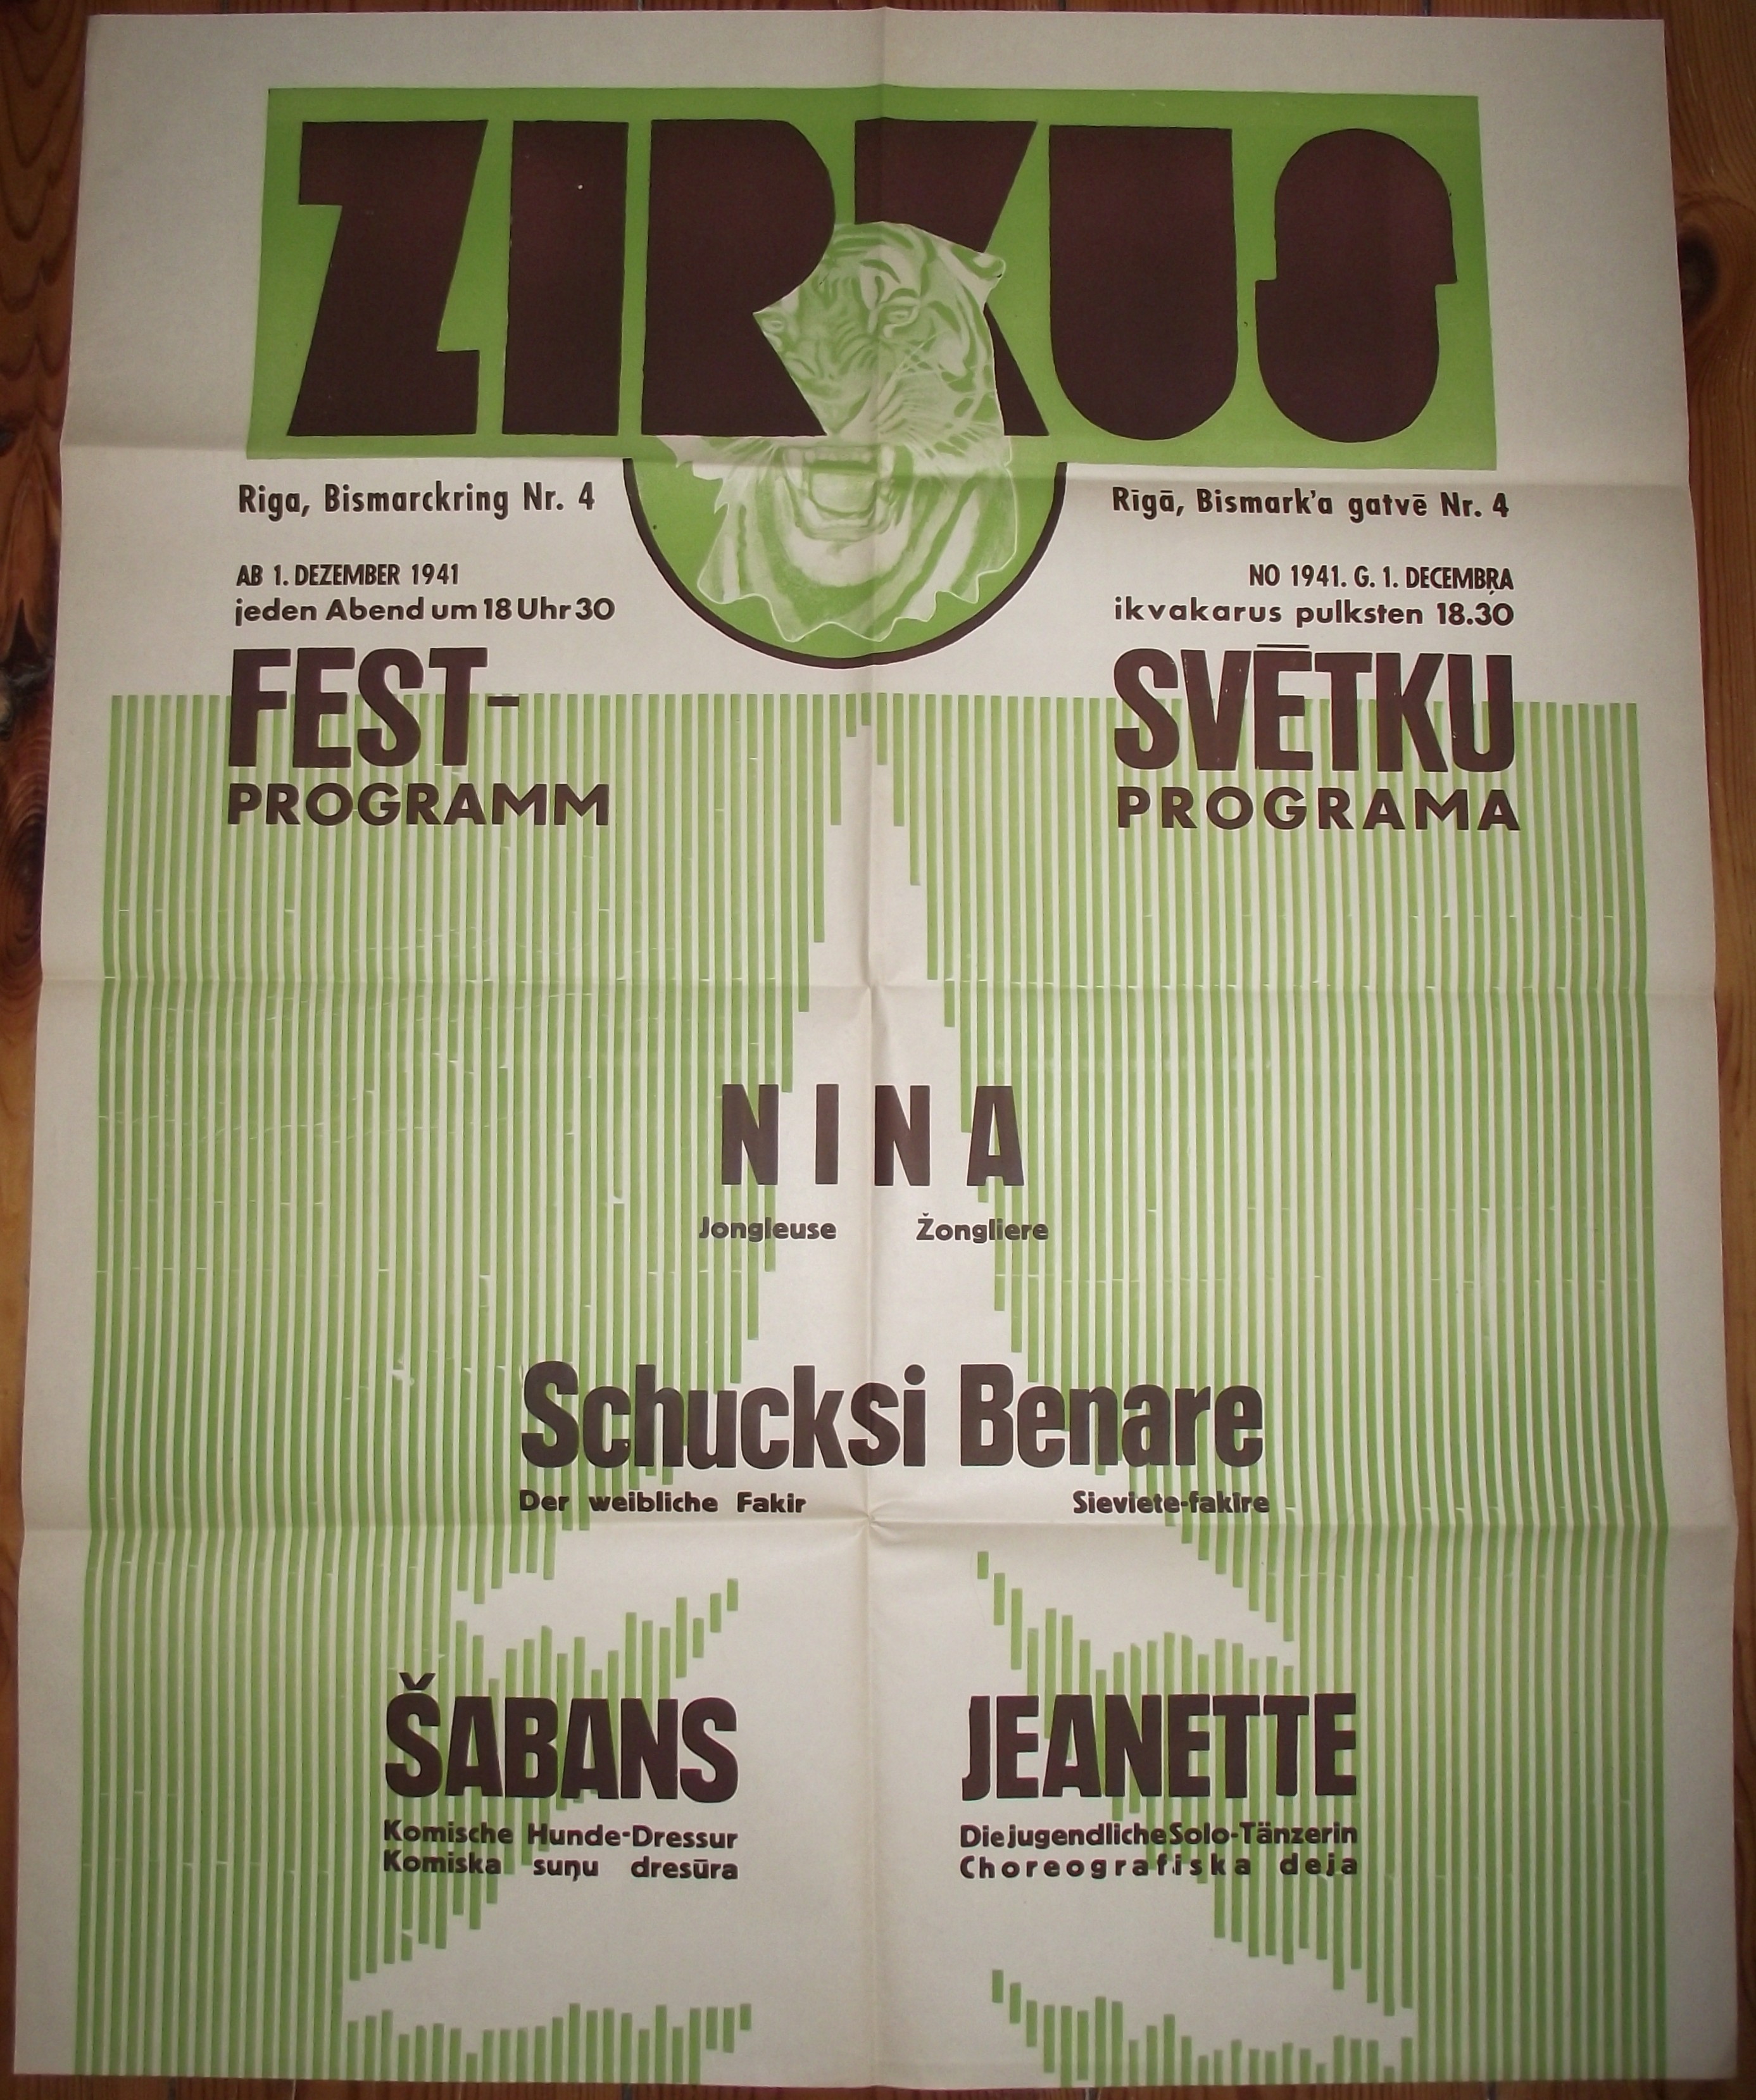 ZIRKUS
Riga, Bismarckring Nr. 4
AB 1. DEZEMBER 1941
jeden Abend um 18 Uhr 30
FEST-
PROGRAMM
Rīgā, Bismark'a gatvē Nr. 4
NO 1941. G. 1. DECEMBŖA
ikvakarus pulksten 18.30
SVĒTKU
PROGRAMA
NINA
Jongleuse Žongliere
Schucksi Benare
Der weibliche Fakir Sieviete-fakire
ŠABANS
Komische Hunde-Dressur
Komiska suņu dresūra
JEANETTE
Die jugendliche Solo-Tänzerin
Choreografiska deja